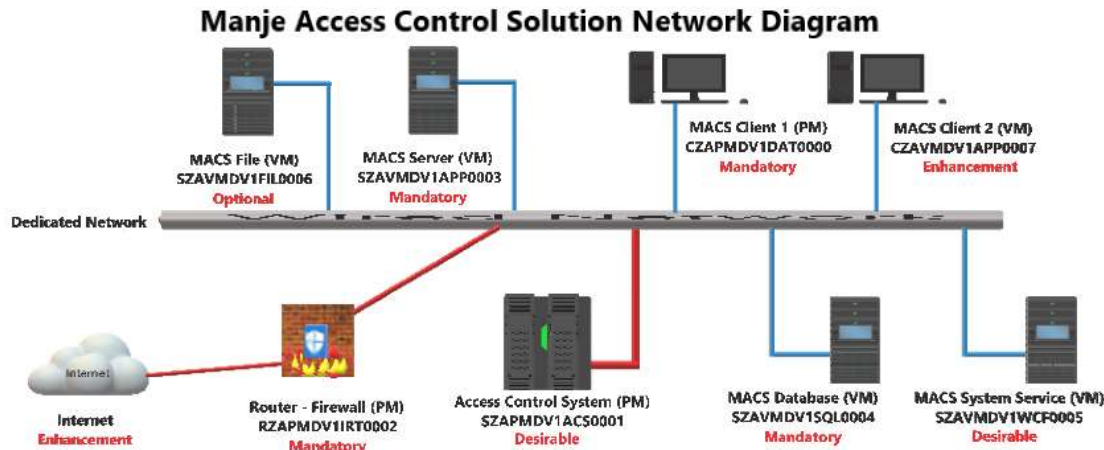 Manje Access Control Solution Network Diagram
MACS File (VM)
SZAVMDV1FIL0006
Optional
MACS Server (VM)
SZAVMDV1APP0003
Mandatory
MACS Client 1 (PM)
CZAPMDV1DAT0000
Mandatory
MACS Client 2 (VM)
CZAVMDV1APP0007
Enhancement
Dedicated Network
Wired Network
Internet
Internet
Enhancement
Router - Firewall (PM)
RZAPMDV1IRT0002
Mandatory
Access Control System (PM)
SZAPMDV1ACS0001
Desirable
MACS Database (VM)
SZAVMDV1SQL0004
Mandatory
MACS System Service (VM)
SZAVMDV1WCF0005
Desirable